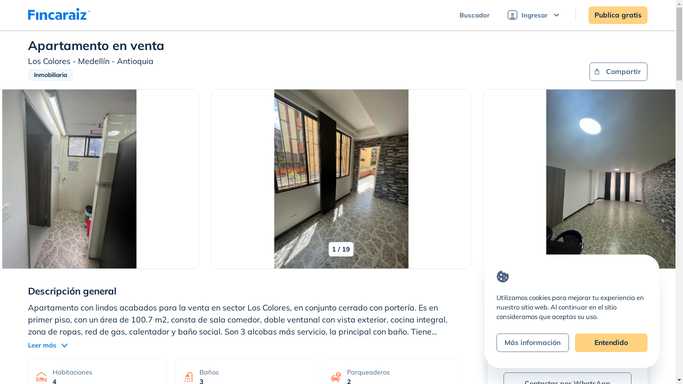 Fincaraiz
Buscador
Ingresar
Publica gratis
Apartamento en venta
Los Colores - Medellín - Antioquia
Inmobiliaria
Compartir
1 / 19
Descripción general
Apartamento con lindos acabados para la venta en sector Los Colores, en conjunto cerrado con portería. Es en
primer piso, con un área de 100.7 m2, consta de sala comedor, doble ventanal con vista exterior, cocina integral,
zona de ropas, red de gas, calentador y baño social. Son 3 alcobas más servicio, la principal con baño. Tiene...
Leer más
Habitaciones
4
Baños
3
Parqueaderos
2
Utilizamos cookies para mejorar tu experiencia en
nuestro sitio web. Al continuar en el sitio
consideramos que aceptas su uso.
Más información
Entendido
Contactar por WhatsApp